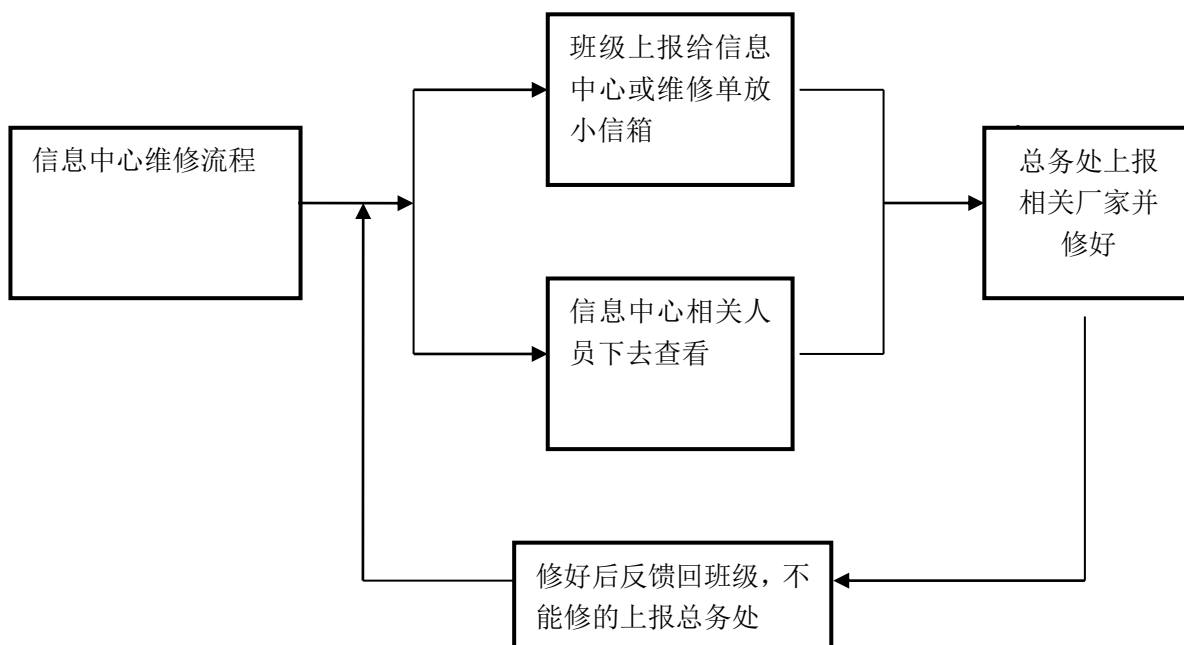 信息中心维修流程
班级上报给信息
中心或维修单放
小信箱
信息中心相关人
员下去查看
总务处上报
相关厂家并
修好
修好后反馈回班级，不
能修的上报总务处